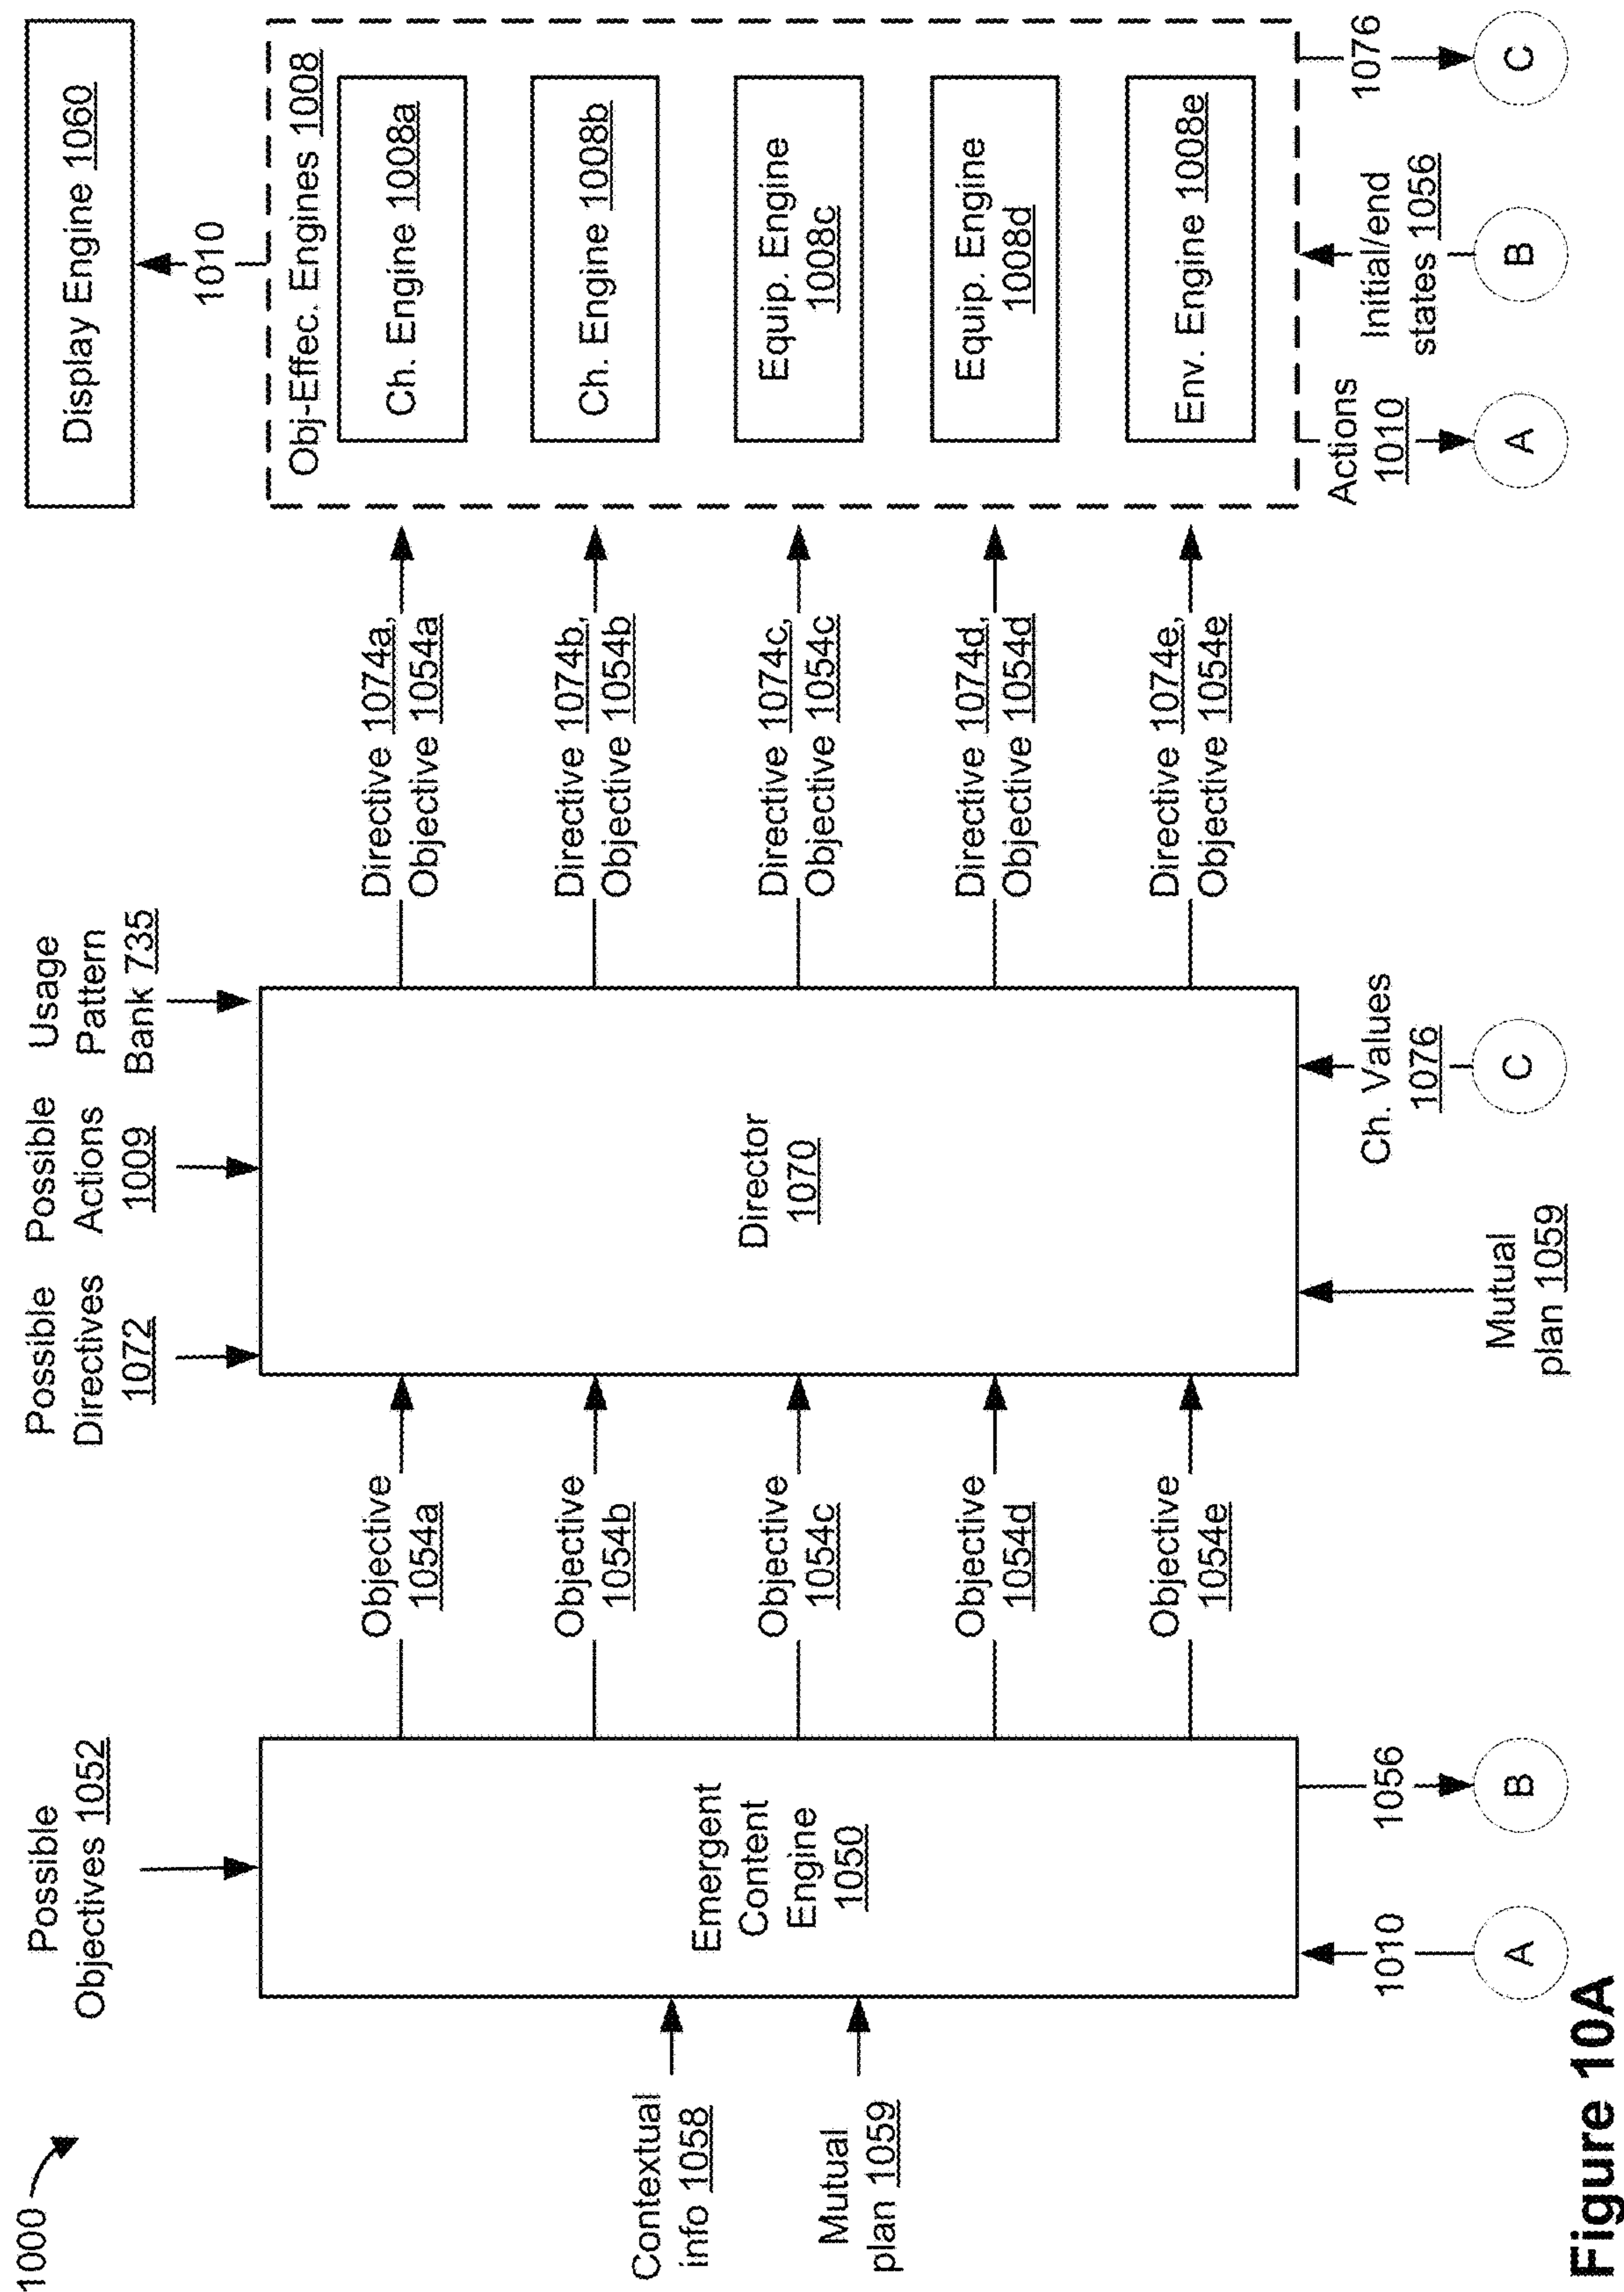 1000
Possible
Objectives 1052
Contextual
info 1058
Mutual
plan 1059
Emergent
Content
Engine
1050
1010
A
1056
B
Objective
1054a
Objective
1054b
Objective
1054c
Objective
1054d
Objective
1054e
Possible
Directives
1072
Possible
Actions
1009
Usage
Pattern
Bank 735
Director
1070
Mutual
plan 1059
Ch. Values
1076
C
Directive 1074a,
Objective 1054a
Directive 1074b,
Objective 1054b
Directive 1074c,
Objective 1054c
Directive 1074d,
Objective 1054d
Directive 1074e,
Objective 1054e
Display Engine 1060
1010
Obj-Effec. Engines 1008
Ch. Engine 1008a
Ch. Engine 1008b
Equip. Engine
1008c
Equip. Engine
1008d
Env. Engine 1008e
Actions
1010
A
Initial/end
states 1056
B
1076
C
Figure 10A